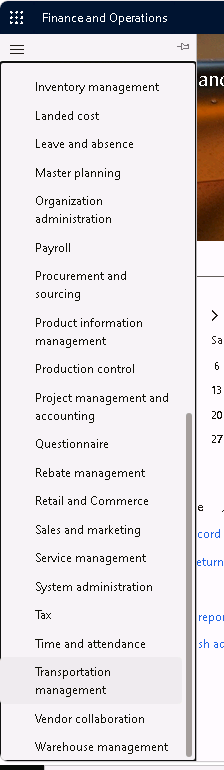 Finance and Operations
Inventory management
Landed cost
Leave and absence
Master planning
Organization
administration
Payroll
Procurement and
sourcing
Product information
management
Production control
Project management and
accounting
Questionnaire
Rebate management
Retail and Commerce
Sales and marketing
Service management
System administration
Tax
Time and attendance
Transportation
management
Vendor collaboration
Warehouse management
and
Sa
6
13
20
27
e
cord
eturn
repor
sh ad